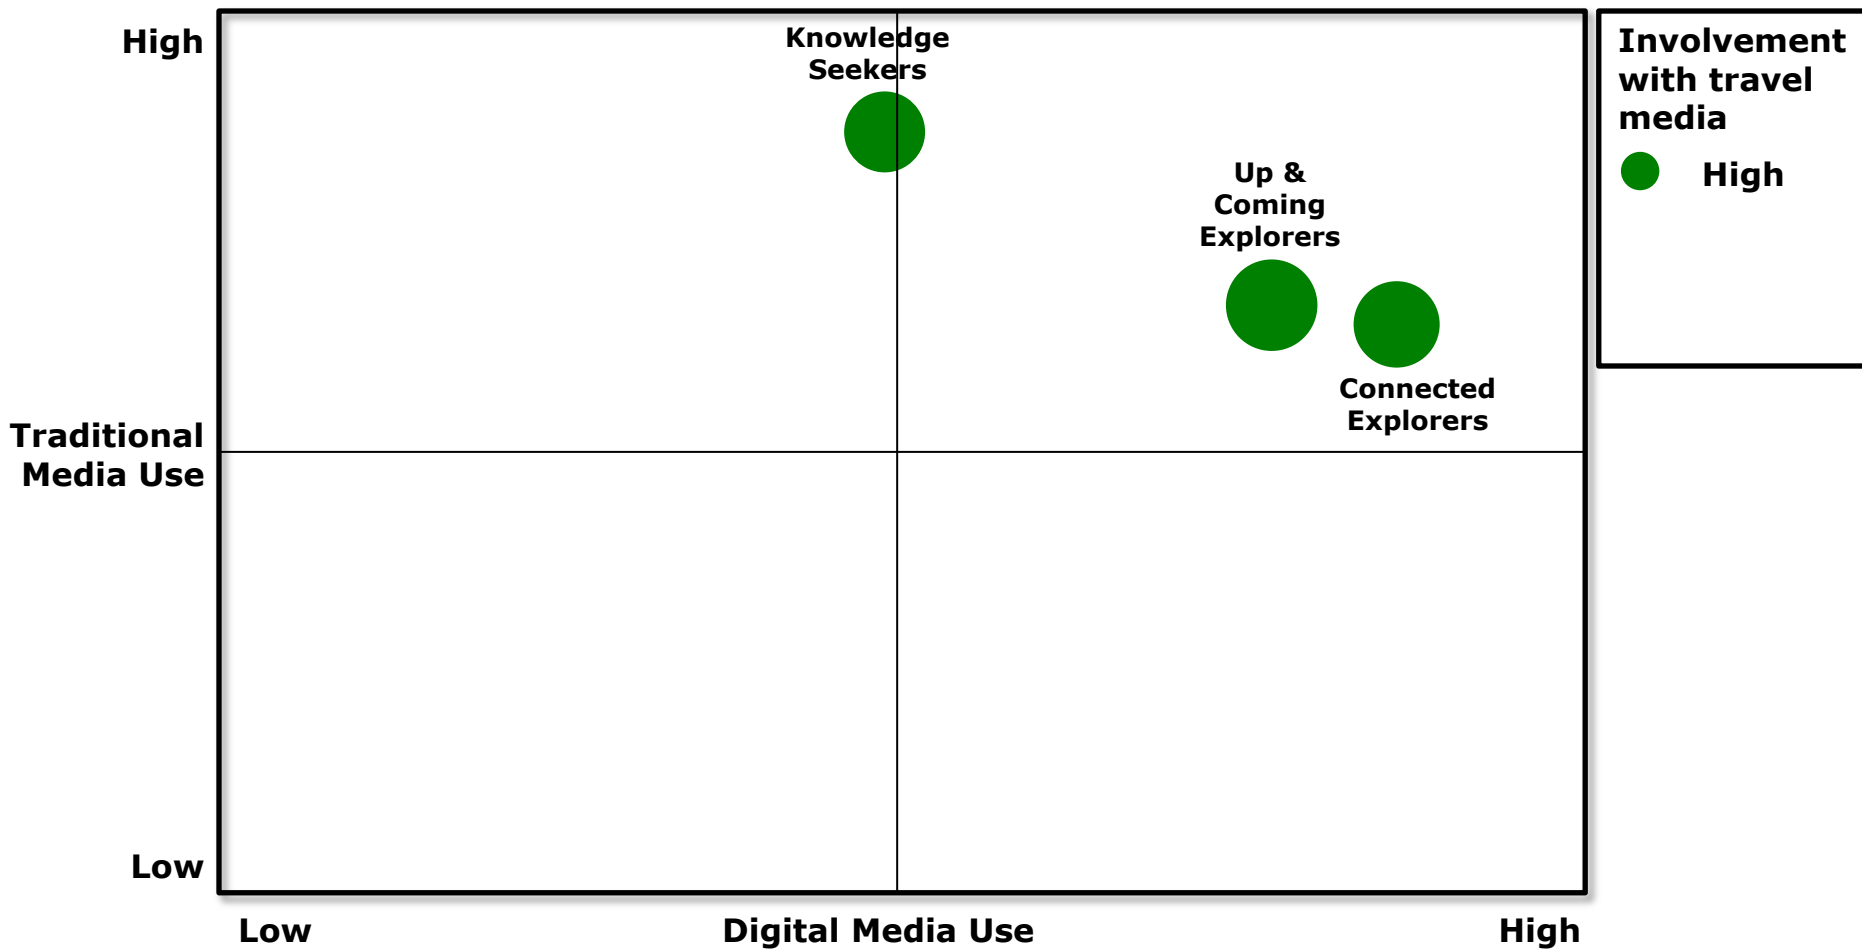 High
Knowledge
Seekers
Up &
Coming
Explorers
Connected
Explorers
Traditional
Media Use
Low
Low
Digital Media Use
High
Involvement
with travel
media
High